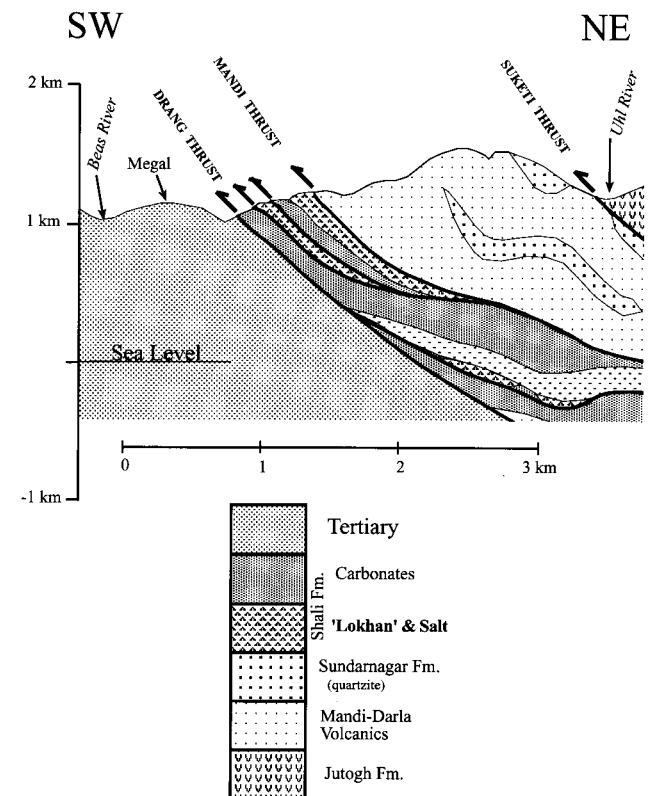 SW
NE
2 km
Beas River
Megal
DRANG THRUST
MANDI THRUST
SUKETI THRUST
Uhl River
1 km
Sea Level
0
1
2
3 km
-1 km
Shali Fm.
Tertiary
Carbonates
'Lokhan' & Salt
Sundarnagar Fm.
(quartzite)
Mandi-Darla
Volcanics
Jutogh Fm.